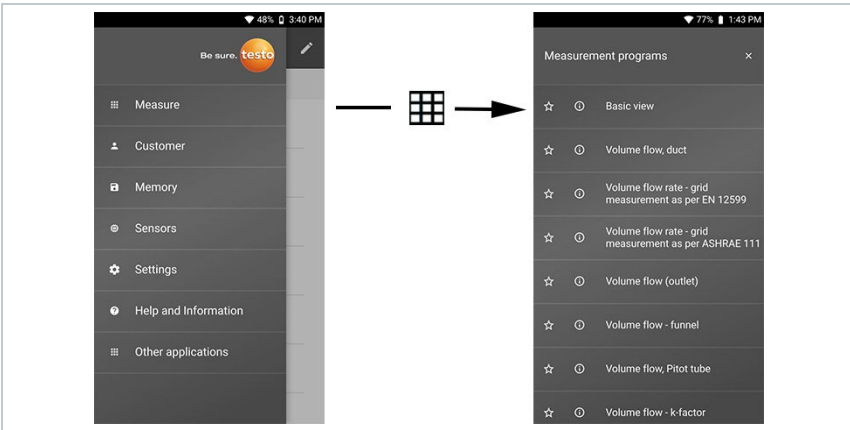 48% 3:40 PM
Be sure. testo
Measure
Customer
Memory
Sensors
Settings
Help and Information
Other applications
77% 1:43 PM
Measurement programs ×
Basic view
Volume flow, duct
Volume flow rate - grid
measurement as per EN 12599
Volume flow rate - grid
measurement as per ASHRAE 111
Volume flow (outlet)
Volume flow - funnel
Volume flow, Pitot tube
Volume flow - k-factor